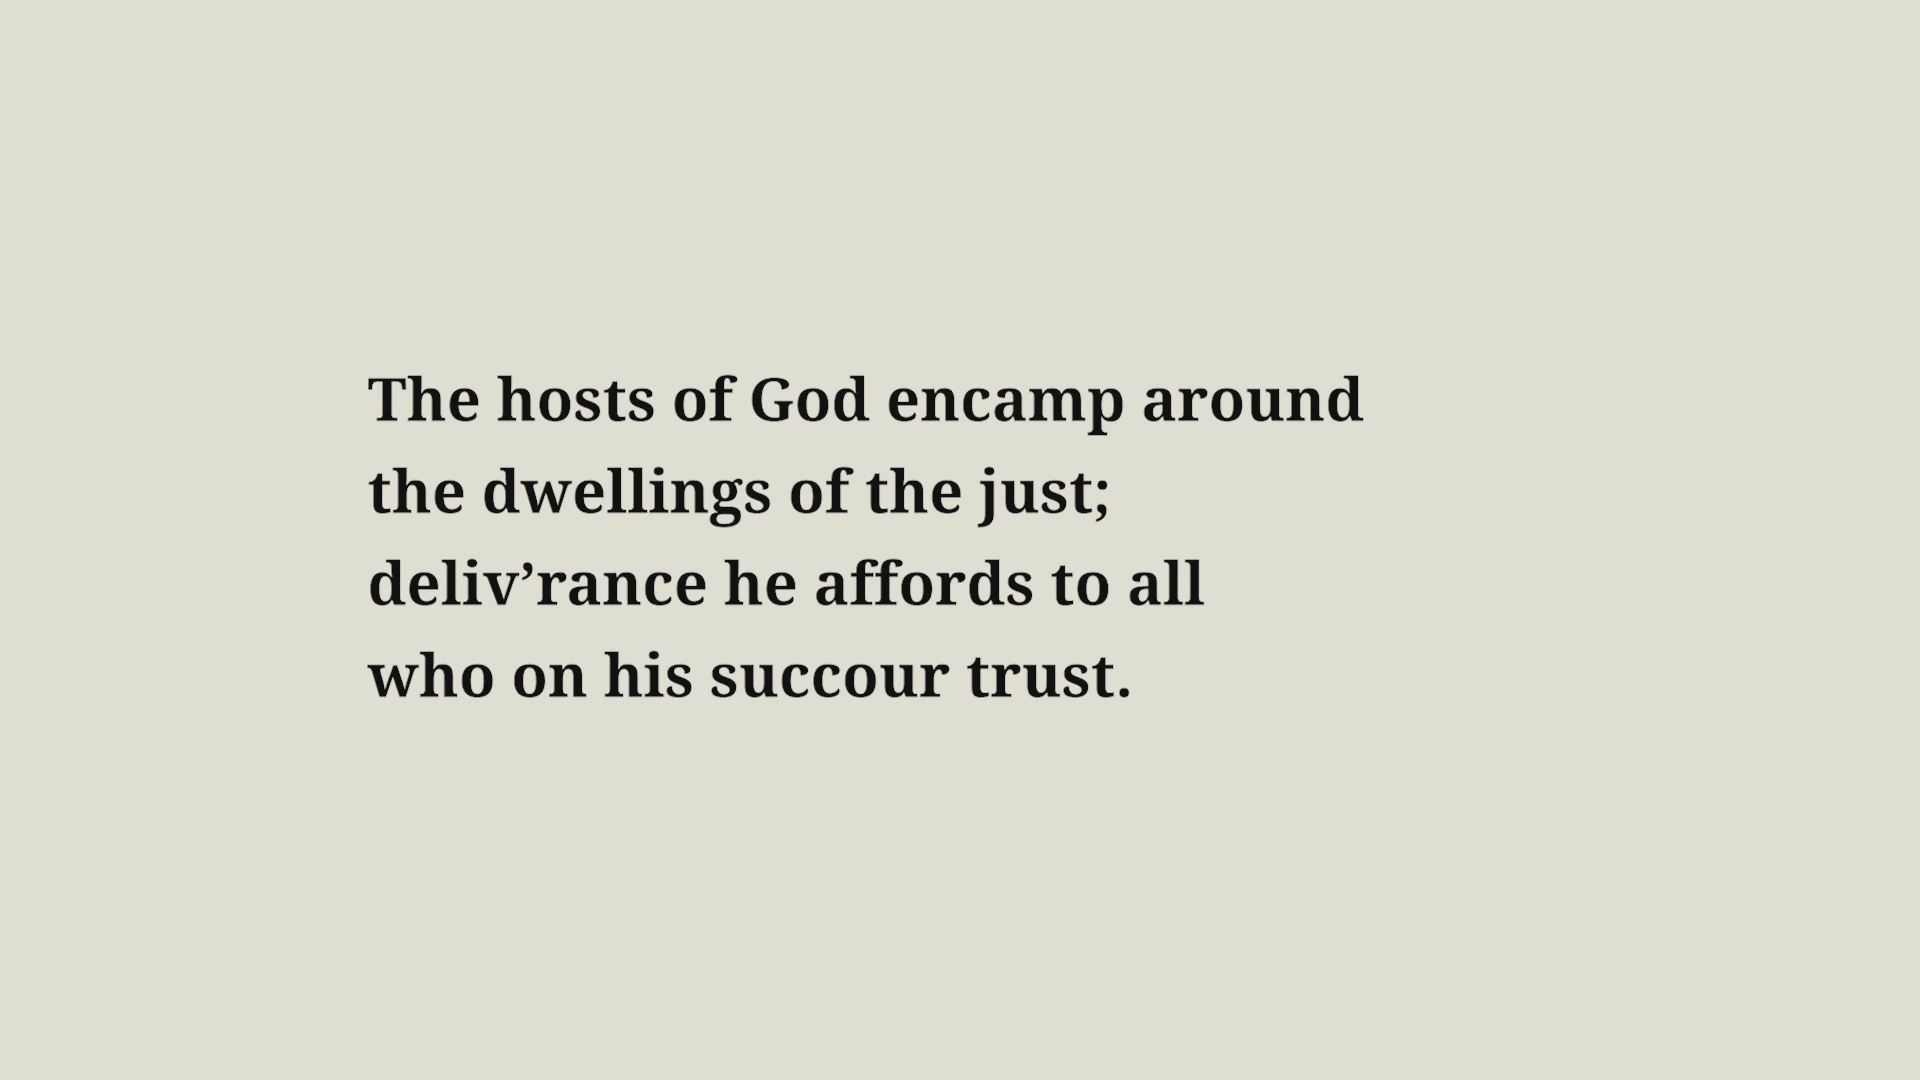 The hosts of God encamp around
the dwellings of the just;
deliv’rance he affords to all
who on his succour trust.